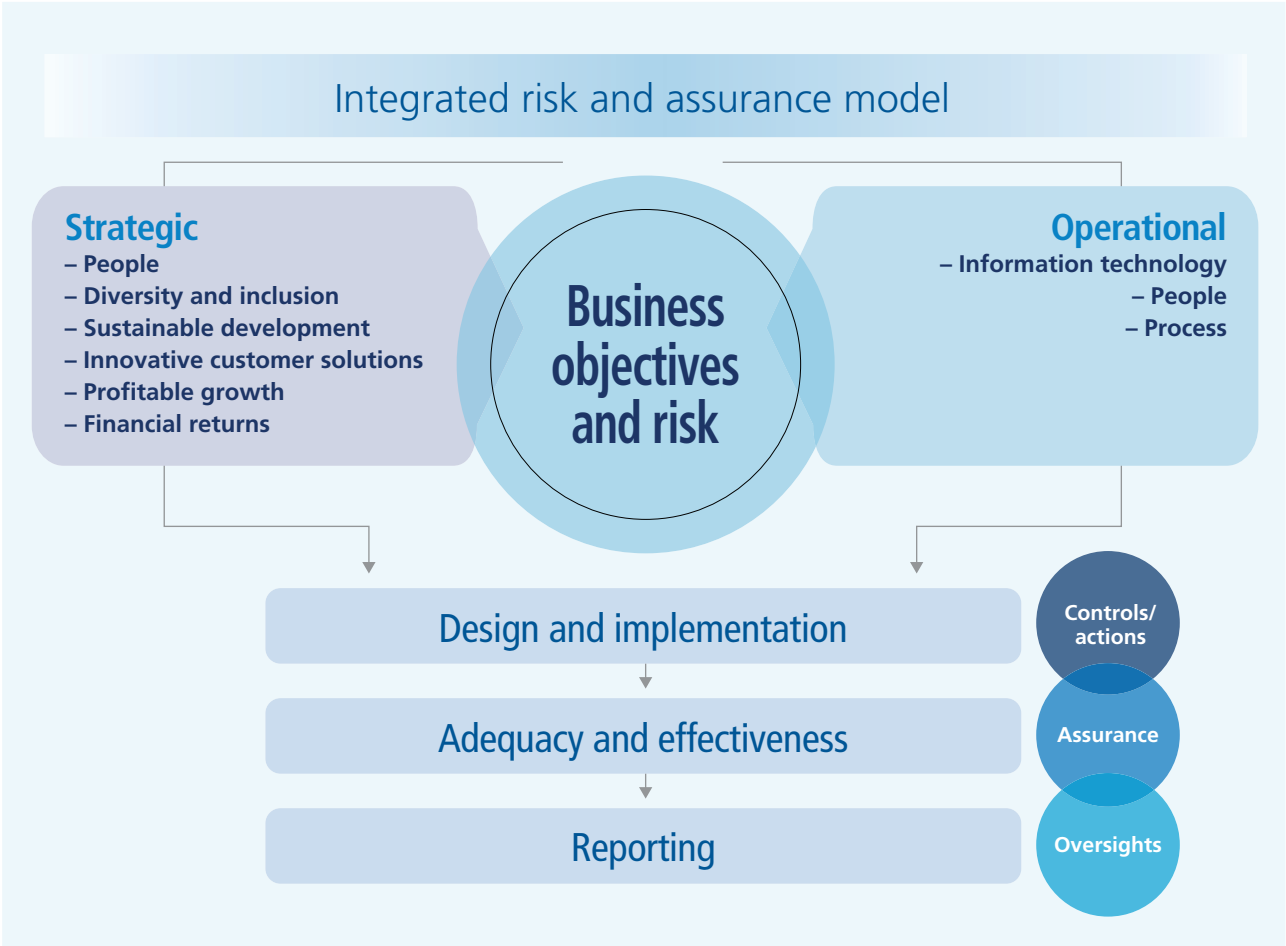 Integrated risk and assurance model
Strategic
– People
– Diversity and inclusion
– Sustainable development
– Innovative customer solutions
– Profitable growth
– Financial returns
Business
objectives
and risk
Operational
– Information technology
– People
– Process
Design and implementation
Controls/
actions
Adequacy and effectiveness
Assurance
Reporting
Oversights